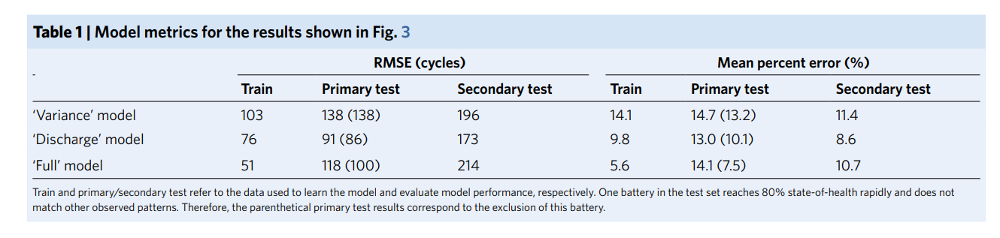 Table 1 | Model metrics for the results shown in Fig. 3
RMSE (cycles) Mean percent error (%)
Train Primary test Secondary test Train Primary test Secondary test
‘Variance’ model 103 138 (138) 196 14.1 14.7 (13.2) 11.4
‘Discharge’ model 76 91 (86) 173 9.8 13.0 (10.1) 8.6
‘Full’ model 51 118 (100) 214 5.6 14.1 (7.5) 10.7
Train and primary/secondary test refer to the data used to learn the model and evaluate model performance, respectively. One battery in the test set reaches 80% state-of-health rapidly and does not
match other observed patterns. Therefore, the parenthetical primary test results correspond to the exclusion of this battery.